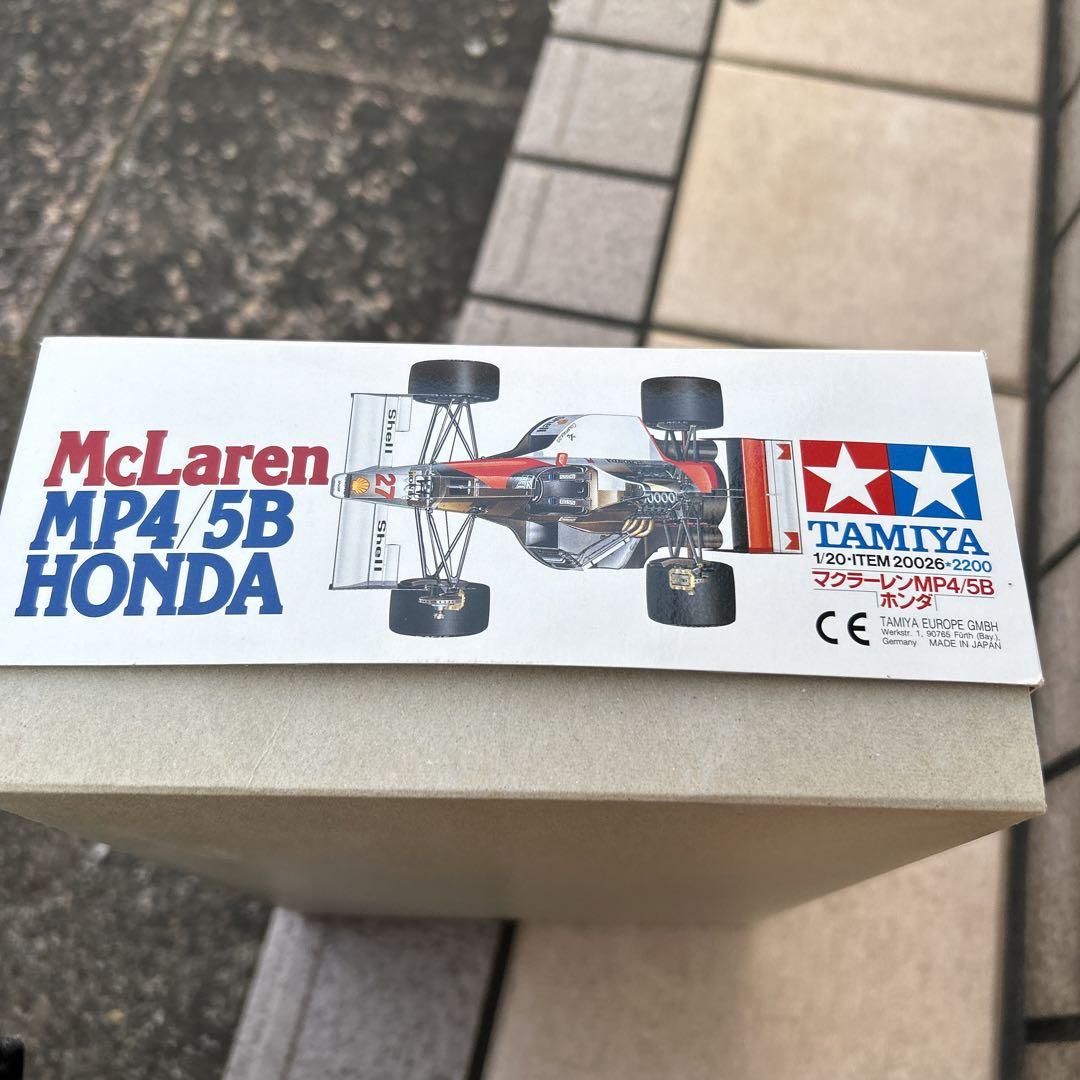 McLaren
MP4/5B
HONDA
Shell
Shell
27
TAMIYA
1/20・ITEM 20026★2200
マクラーレンMP4/5B
ホンダ
CE
TAMIYA EUROPE GMBH
Werkstr. 1, 90765 Fürth (Bay.),
Germany MADE IN JAPAN